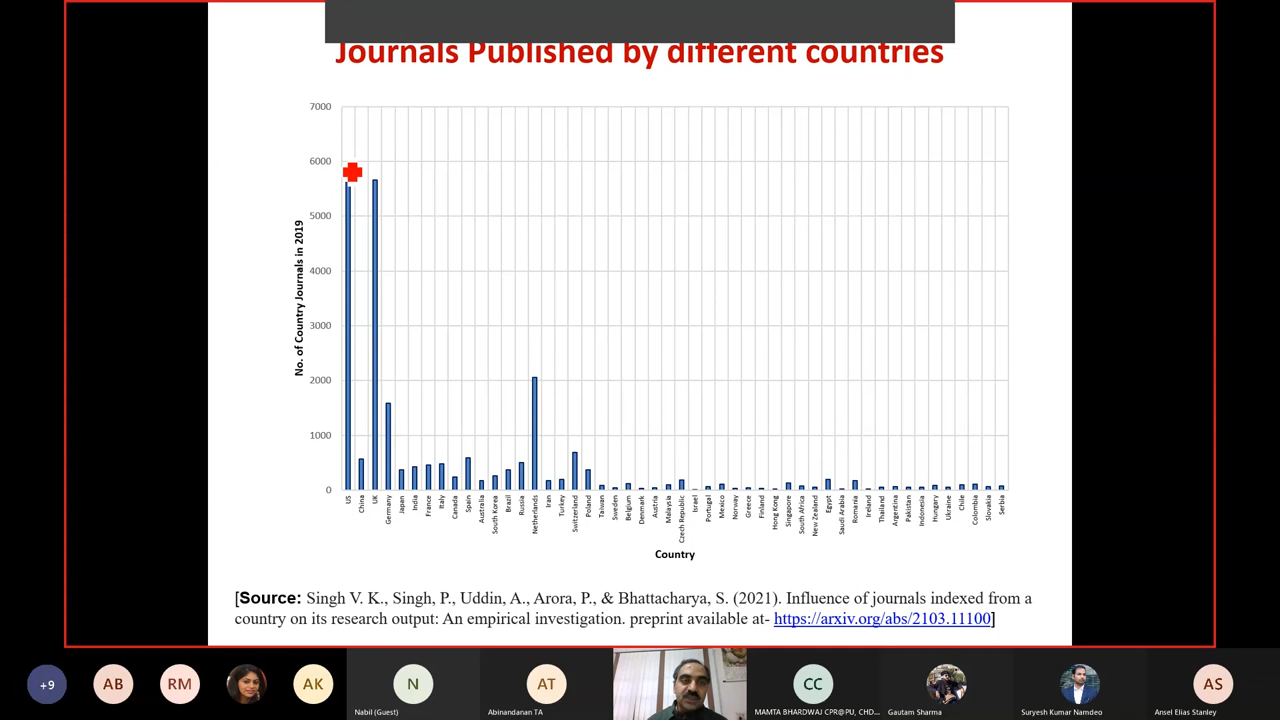 Journals Published by different countries
7000
6000
5000
4000
3000
2000
1000
0
No. of Country Journals in 2019
US
China
UK
Germany
Japan
India
France
Italy
Canada
Spain
Australia
South Korea
Brazil
Russia
Netherlands
Iran
Turkey
Switzerland
Poland
Taiwan
Sweden
Belgium
Denmark
Austria
Malaysia
Czech Republic
Israel
Portugal
Mexico
Norway
Greece
Finland
Hong Kong
Singapore
South Africa
New Zealand
Egypt
Saudi Arabia
Romania
Ireland
Thailand
Argentina
Pakistan
Indonesia
Hungary
Ukraine
Chile
Colombia
Slovakia
Serbia
Country
[Source: Singh V. K., Singh, P., Uddin, A., Arora, P., & Bhattacharya, S. (2021). Influence of journals indexed from a
country on its research output: An empirical investigation. preprint available at- https://arxiv.org/abs/2103.11100]
+9
AB
RM
AK
N
Nabil (Guest)
AT
Abinandanan TA
CC
MAMTA BHARDWAJ CPR@PU, CHD...
Gautam Sharma
Suryesh Kumar Namdeo
AS
Ansel Elias Stanley